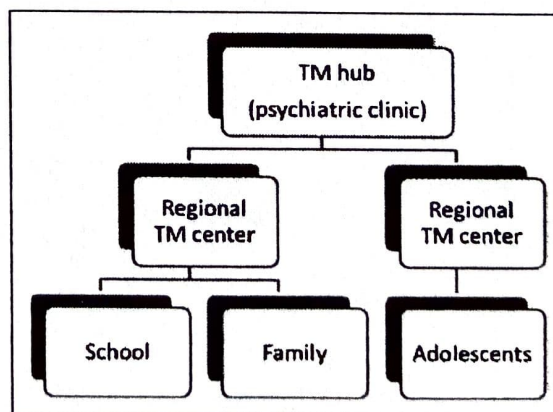 TM hub
(psychiatric clinic)
Regional
TM center
Regional
TM center
School
Family
Adolescents